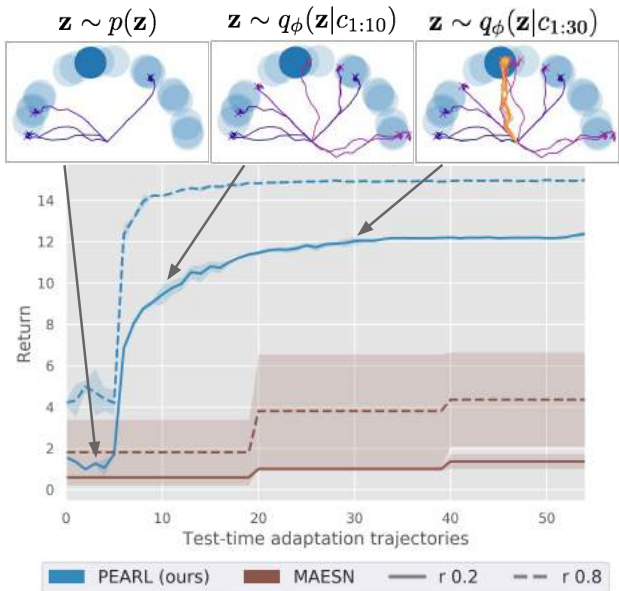 z ∼ p(z)
z ∼ qϕ(z|c1:10)
z ∼ qϕ(z|c1:30)
14
12
10
8
6
4
2
0
Return
0 10 20 30 40 50
Test-time adaptation trajectories
PEARL (ours) MAESN r 0.2 r 0.8